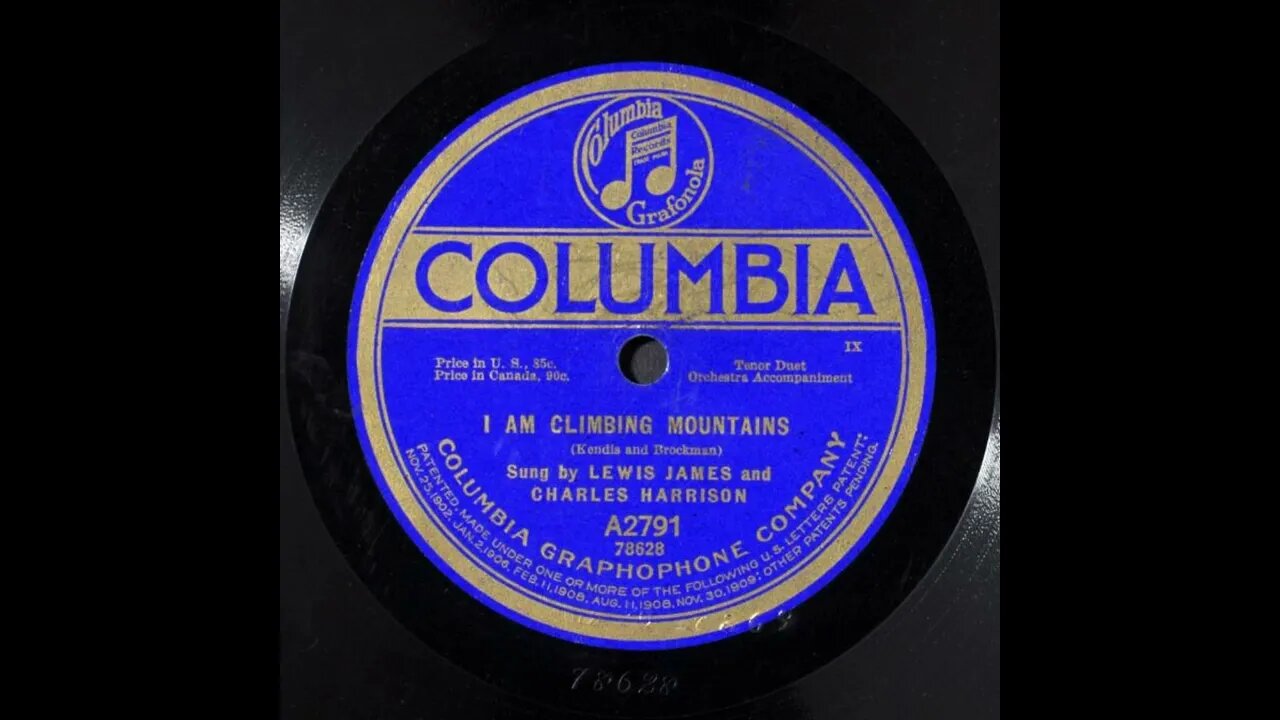 Columbia
Columbia
Records
TRADE MARK
Grafonola
COLUMBIA
IX
Price in U. S., 85c.
Price in Canada, 90c.
Tenor Duet
Orchestra Accompaniment
I AM CLIMBING MOUNTAINS
(Kendis and Brockman)
Sung by LEWIS JAMES and
CHARLES HARRISON
A2791
78628
COLUMBIA GRAPHOPHONE COMPANY
PATENTED, MADE UNDER ONE OR MORE OF THE FOLLOWING U.S. LETTERS PATENT:
NOV. 25, 1902, JAN. 2, 1906, FEB. 11, 1908, AUG. 11, 1908, NOV. 30, 1909; OTHER PATENTS PENDING.
78628